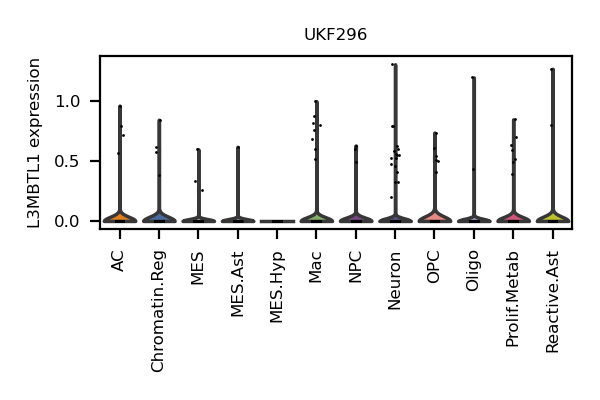 UKF296
L3MBTL1 expression
1.0
0.5
0.0
AC
Chromatin.Reg
MES
MES.Ast
MES.Hyp
Mac
NPC
Neuron
OPC
Oligo
Prolif.Metab
Reactive.Ast